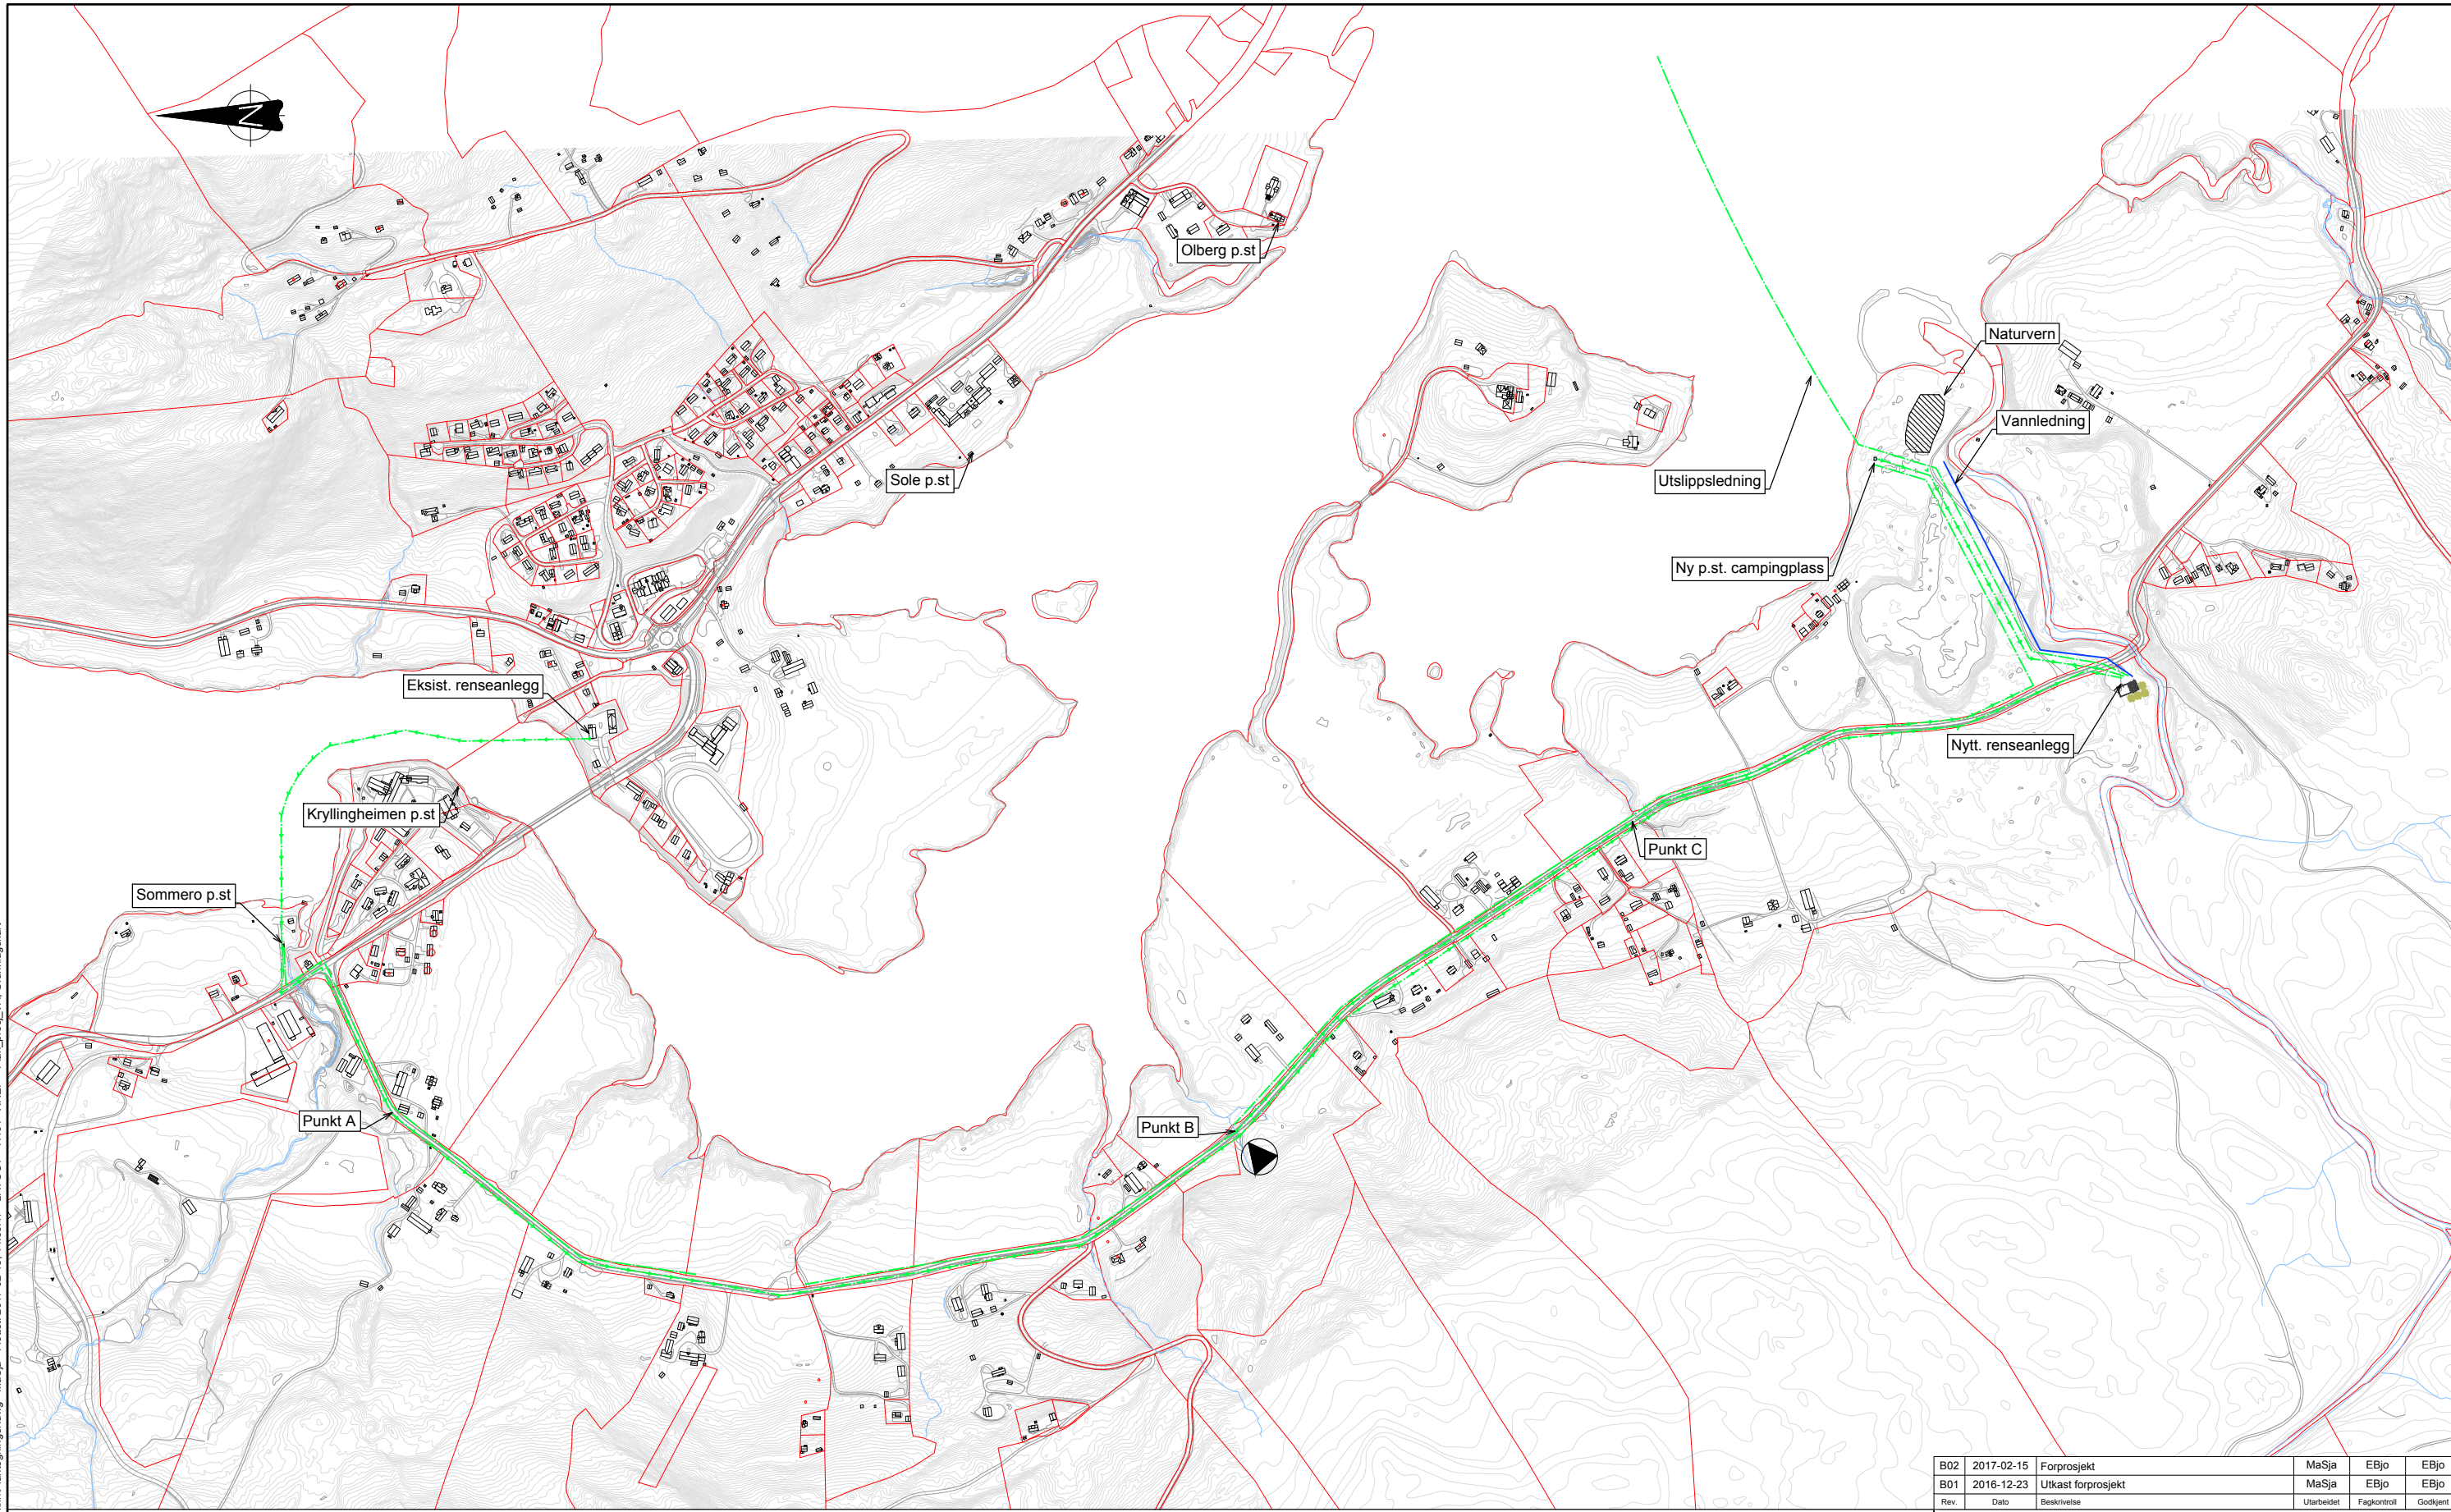 N
Olberg p.st
Naturvern
Vannledning
Sole p.st
Utslippsledning
Ny p.st. campingplass
Eksist. renseanlegg
Nytt. renseanlegg
Kryllingheimen p.st
Punkt C
Sommero p.st
Punkt A
Punkt B
B02 2017-02-15 Forprosjekt MaSja EBjo EBjo
B01 2016-12-23 Utkast forprosjekt MaSja EBjo EBjo
Rev. Dato Beskrivelse Utarbeidet Fagkontroll Godkjent